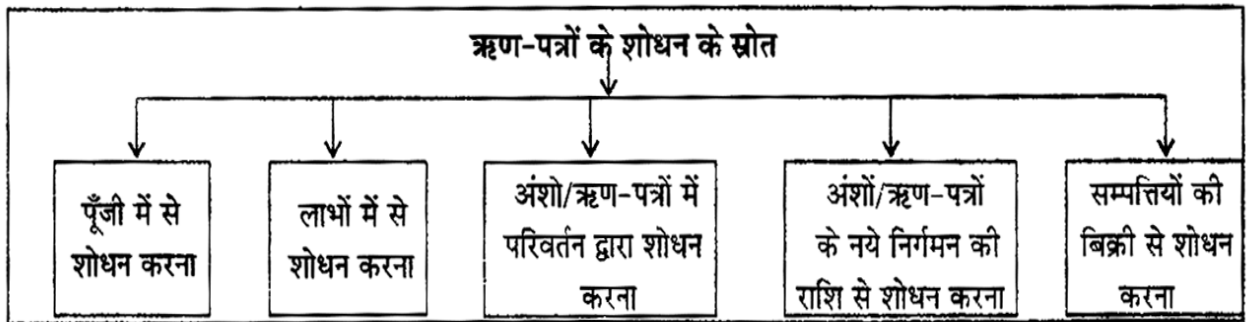 ऋण-पत्रों के शोधन के स्रोत
पूँजी में से
शोधन करना
लाभों में से
शोधन करना
अंशो/ऋण-पत्रों में
परिवर्तन द्वारा शोधन
करना
अंशों/ऋण-पत्रों
के नये निर्गमन की
राशि से शोधन करना
सम्पत्तियों की
बिक्री से शोधन
करना